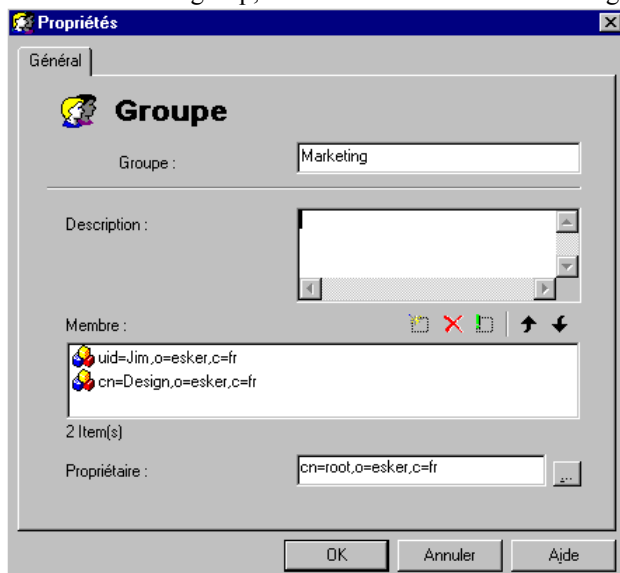 Propriétés
Général
Groupe
Groupe :
Marketing
Description :
Membre :
uid=Jim,o=esker,c=fr
cn=Design,o=esker,c=fr
2 Item(s)
Propriétaire :
cn=root,o=esker,c=fr
...
OK
Annuler
Aide